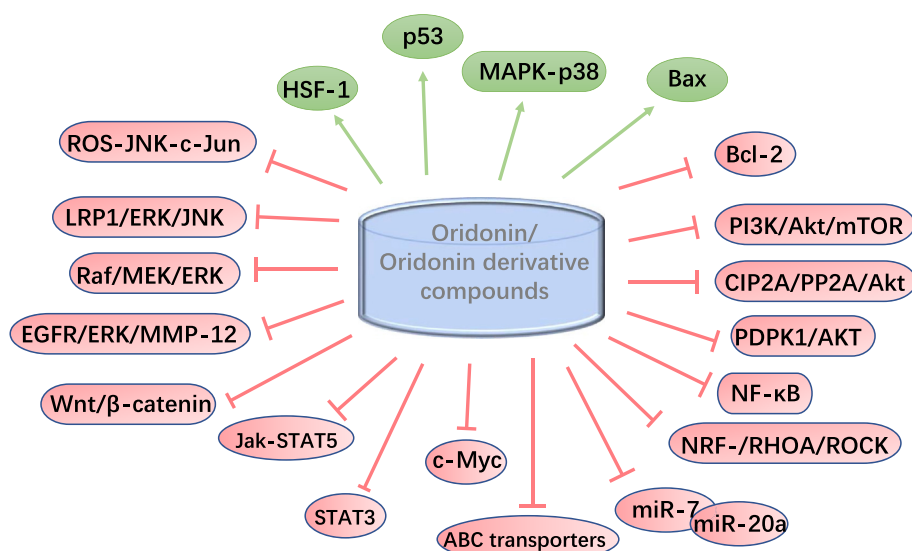 p53
MAPK-p38
HSF-1
Bax
ROS-JNK-c-Jun
Bcl-2
LRP1/ERK/JNK
PI3K/Akt/mTOR
Oridonin/
Oridonin derivative
compounds
Raf/MEK/ERK
CIP2A/PP2A/Akt
EGFR/ERK/MMP-12
PDPK1/AKT
Wnt/β-catenin
NF-κB
Jak-STAT5
NRF-/RHOA/ROCK
c-Myc
STAT3
miR-7
miR-20a
ABC transporters